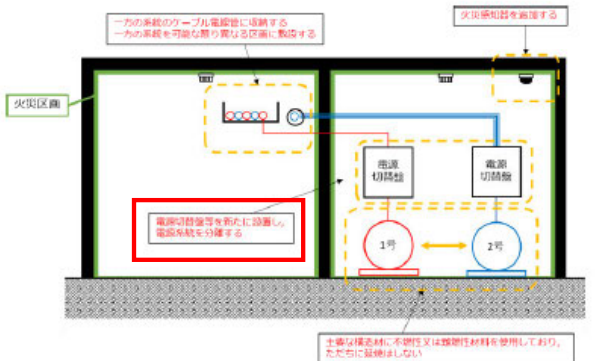 一方の系統のケーブル電線管に収納する
一方の系統を可能な限り異なる区画に敷設する
火災感知器を追加する
火災区画
電源
切替盤
電源
切替盤
電源切替盤等を新たに設置し、
電源系統を分離する
1号
2号
主要な構造材に不燃性又は難燃性材料を使用しており、
ただちに延焼はしない